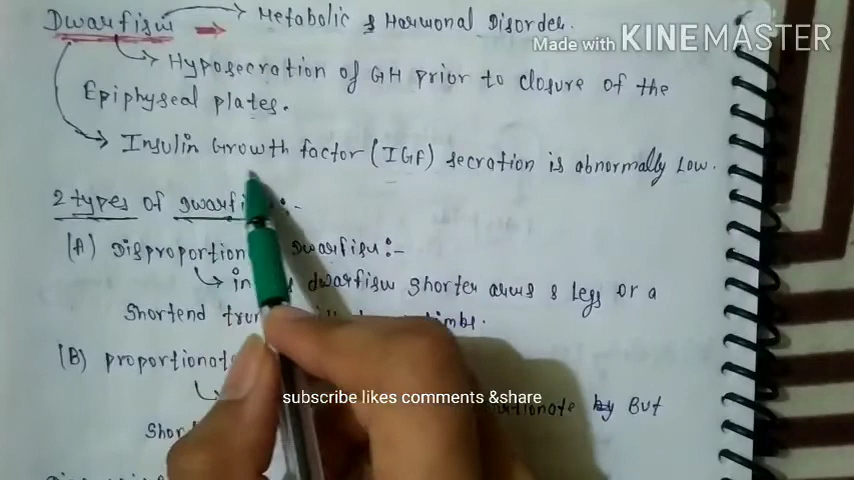 Dwarfism → Metabolic & Harmonal Disorder.
Made with KINEMASTER
→ Hyposecration of GH prior to closure of the
Epiphyseal plates.
→ Insulin Growth factor (IGF) secration is abnormally Low.
2 types of :-
(A) Disproportion Dwarfism:-
dwarfism shorter arms & Legs or a
Shortend
(B) proportionat
subscribe likes comments &share
But